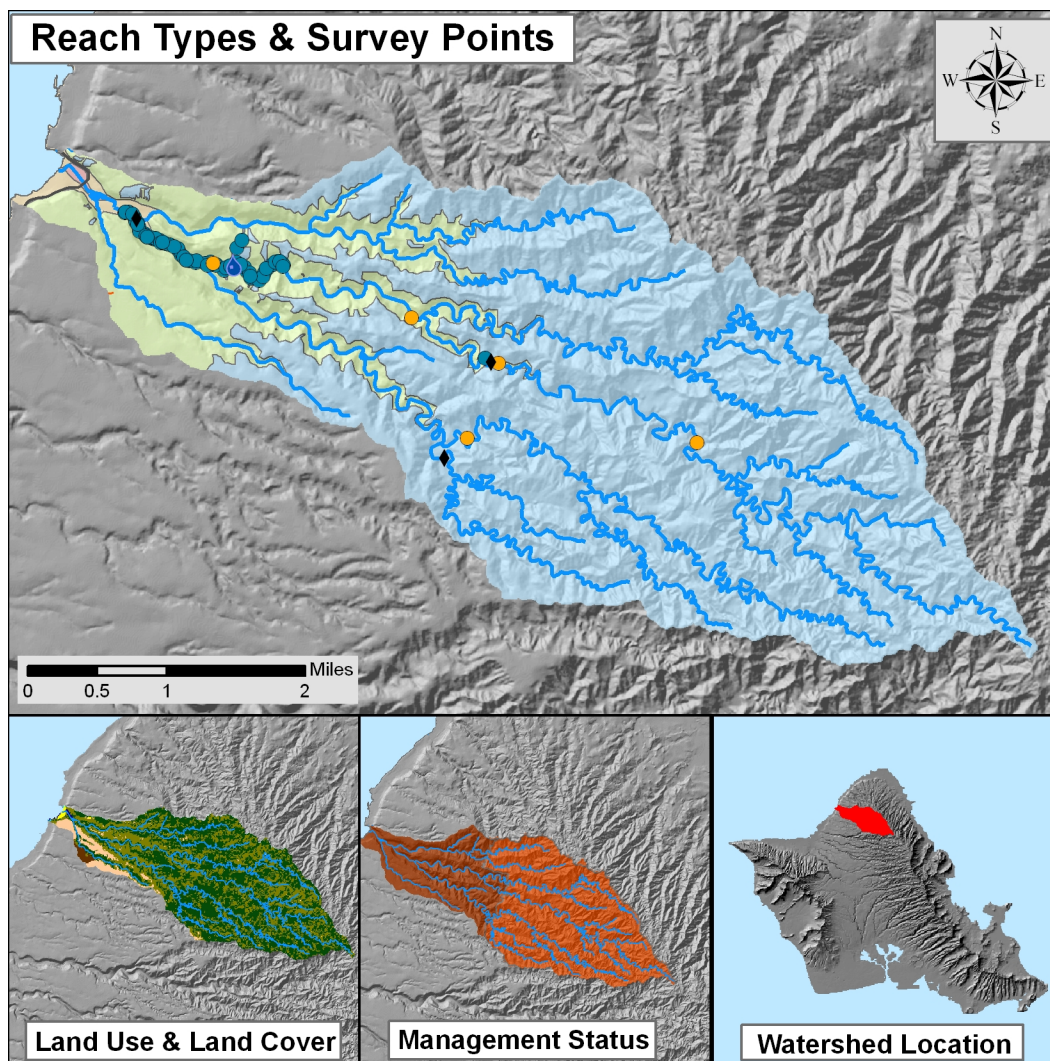 Reach Types & Survey Points
N
W E
S
Miles
0 0.5 1 2
Land Use & Land Cover
Management Status
Watershed Location